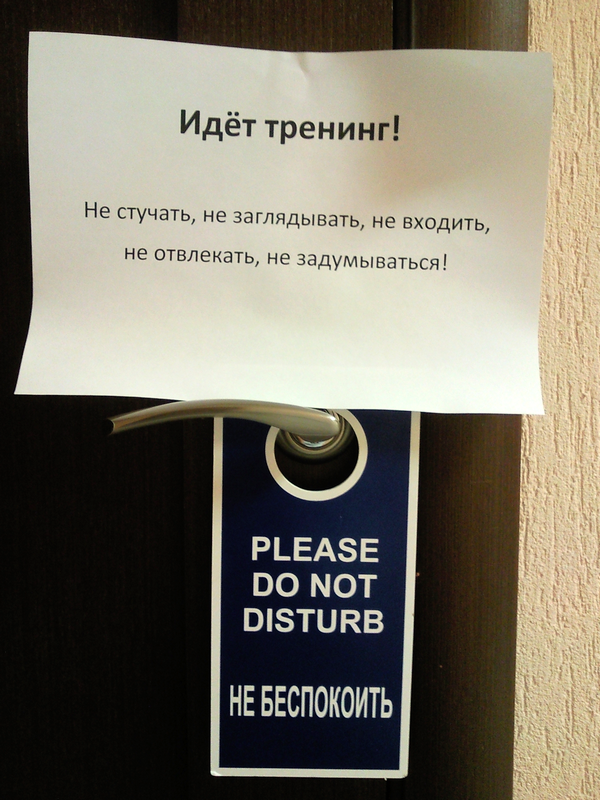 Идёт тренинг!
Не стучать, не заглядывать, не входить,
не отвлекать, не задумываться!
PLEASE
DO NOT
DISTURB
НЕ БЕСПОКОИТЬ